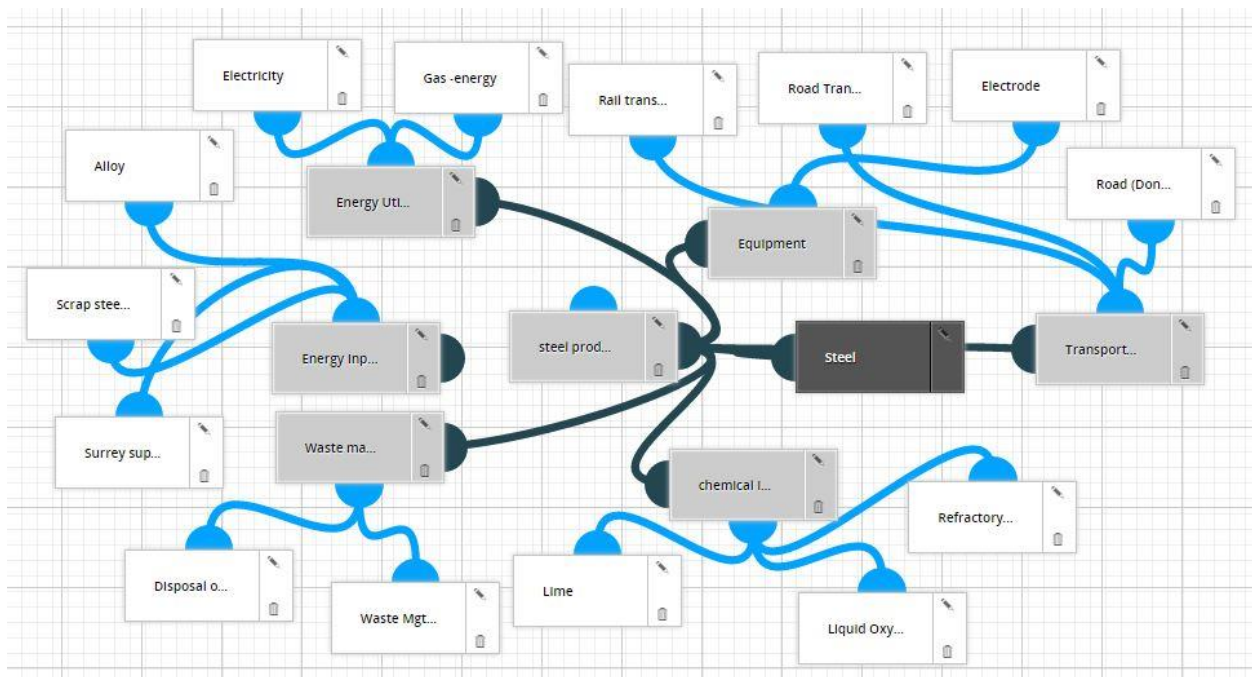 Electricity
Gas -energy
Rail trans...
Road Tran...
Electrode
Alloy
Road (Don...
Energy Uti...
Equipment
Scrap stee...
Energy Inp...
steel prod...
Steel
Transport...
Surrey sup...
Waste ma...
chemical I...
Refractory...
Disposal o...
Waste Mgt...
Lime
Liquid Oxy...